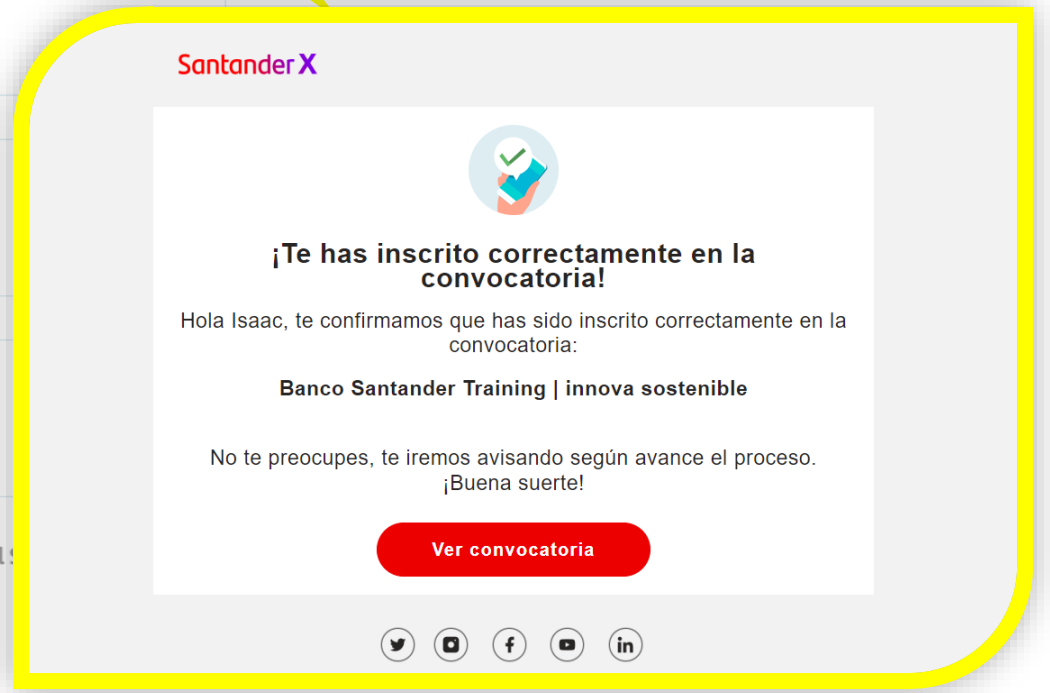 Santander X
¡Te has inscrito correctamente en la
convocatoria!
Hola Isaac, te confirmamos que has sido inscrito correctamente en la
convocatoria:
Banco Santander Training | innova sostenible
No te preocupes, te iremos avisando según avance el proceso.
¡Buena suerte!
Ver convocatoria